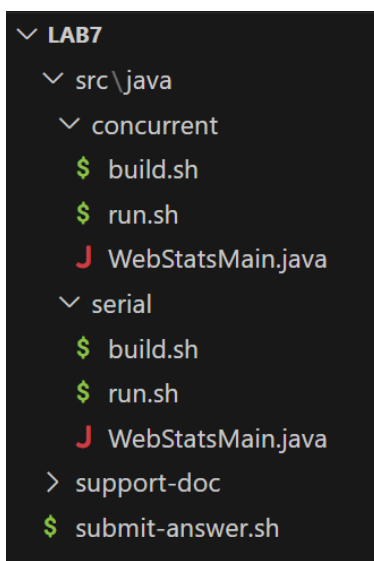 LAB7
src\java
concurrent
$ build.sh
$ run.sh
J WebStatsMain.java
serial
$ build.sh
$ run.sh
J WebStatsMain.java
support-doc
$ submit-answer.sh